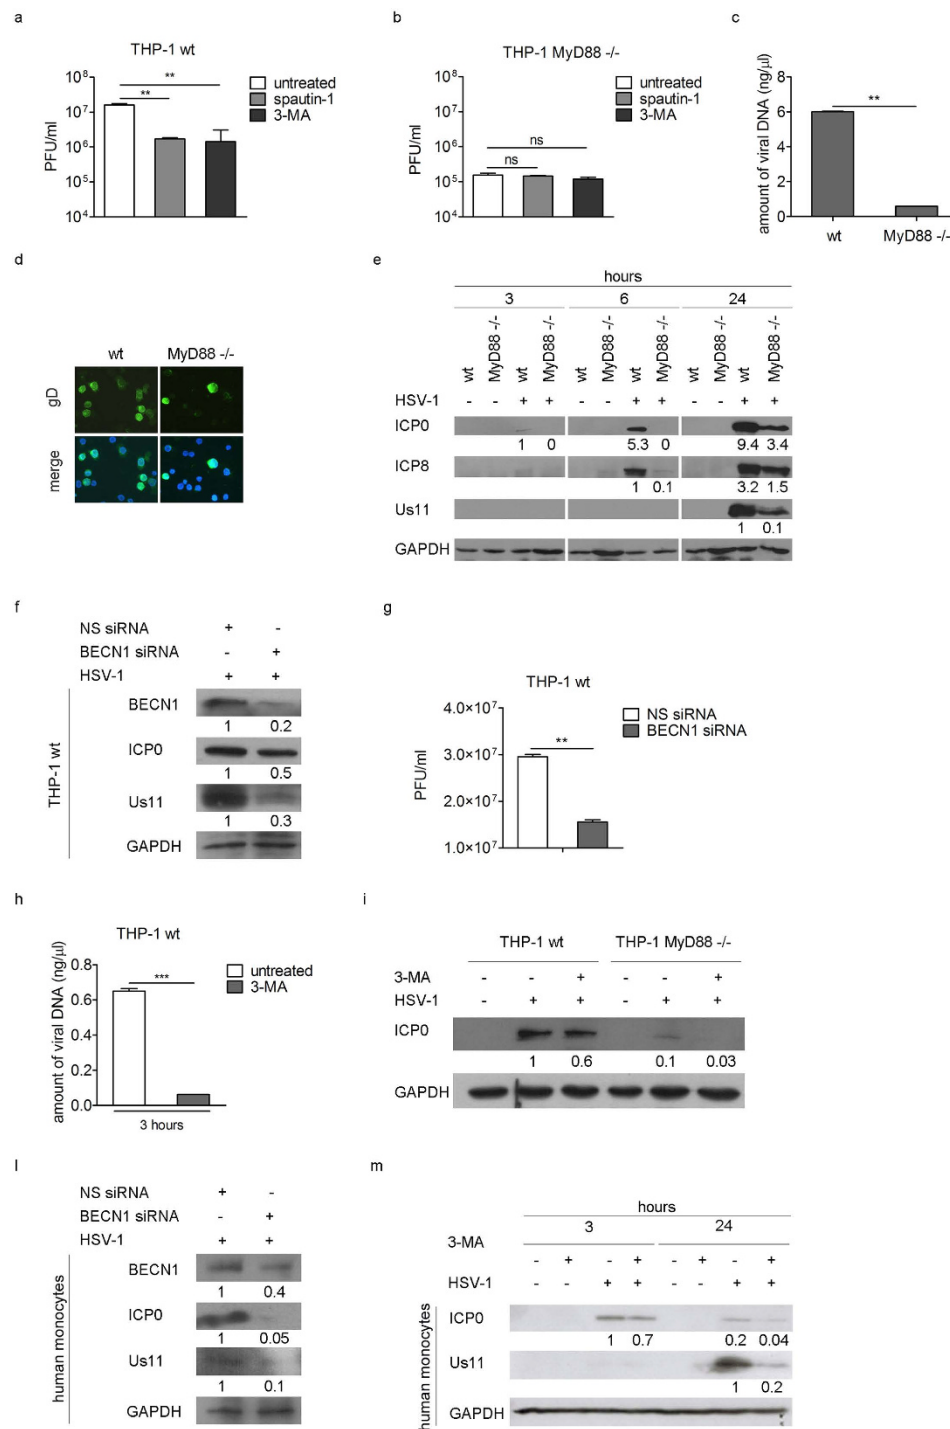 a
THP-1 wt
10⁸
10⁷
10⁶
10⁵
10⁴
PFU/ml
**
**
untreated
spautin-1
3-MA
b
THP-1 MyD88 -/-
10⁸
10⁷
10⁶
10⁵
10⁴
PFU/ml
ns
ns
untreated
spautin-1
3-MA
c
amount of viral DNA (ng/µl)
8
6
4
2
0
**
wt MyD88 -/-
d
wt MyD88 -/-
gD
merge
e
hours
3 6 24
wt MyD88 -/- wt MyD88 -/- wt MyD88 -/- wt MyD88 -/- wt MyD88 -/- wt MyD88 -/-
HSV-1 - - + + - - + + - - + +
ICP0
1 0 5.3 0 9.4 3.4
ICP8
1 0.1 3.2 1.5
Us11
1 0.1
GAPDH
f
NS siRNA + -
BECN1 siRNA - +
HSV-1 + +
THP-1 wt
BECN1
1 0.2
ICP0
1 0.5
Us11
1 0.3
GAPDH
g
THP-1 wt
4.0×10⁷
3.0×10⁷
2.0×10⁷
1.0×10⁷
PFU/ml
**
NS siRNA
BECN1 siRNA
h
THP-1 wt
amount of viral DNA (ng/µl)
0.8
0.6
0.4
0.2
0.0
***
untreated
3-MA
3 hours
i
THP-1 wt THP-1 MyD88 -/-
3-MA - - + - - +
HSV-1 - + + - + +
ICP0
1 0.6 0.1 0.03
GAPDH
l
NS siRNA + -
BECN1 siRNA - +
HSV-1 + +
human monocytes
BECN1
1 0.4
ICP0
1 0.05
Us11
1 0.1
GAPDH
m
hours
3 24
3-MA
- + - + - + - +
HSV-1 - - + + - - + +
human monocytes
ICP0
1 0.7 0.2 0.04
Us11
1 0.2
GAPDH